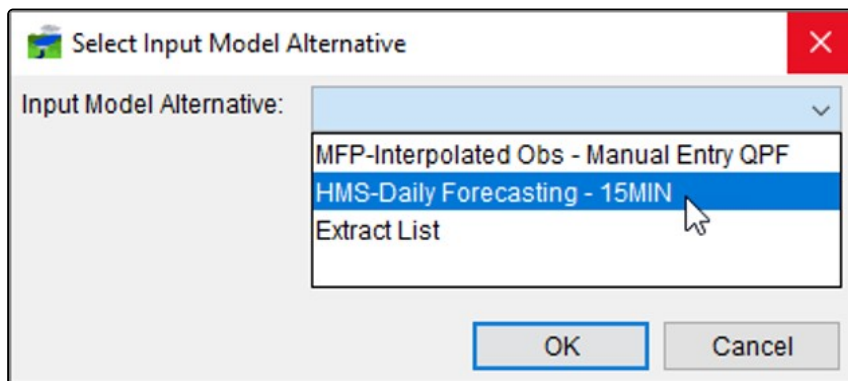 Select Input Model Alternative
Input Model Alternative:
MFP-Interpolated Obs - Manual Entry QPF
HMS-Daily Forecasting - 15MIN
Extract List
OK Cancel